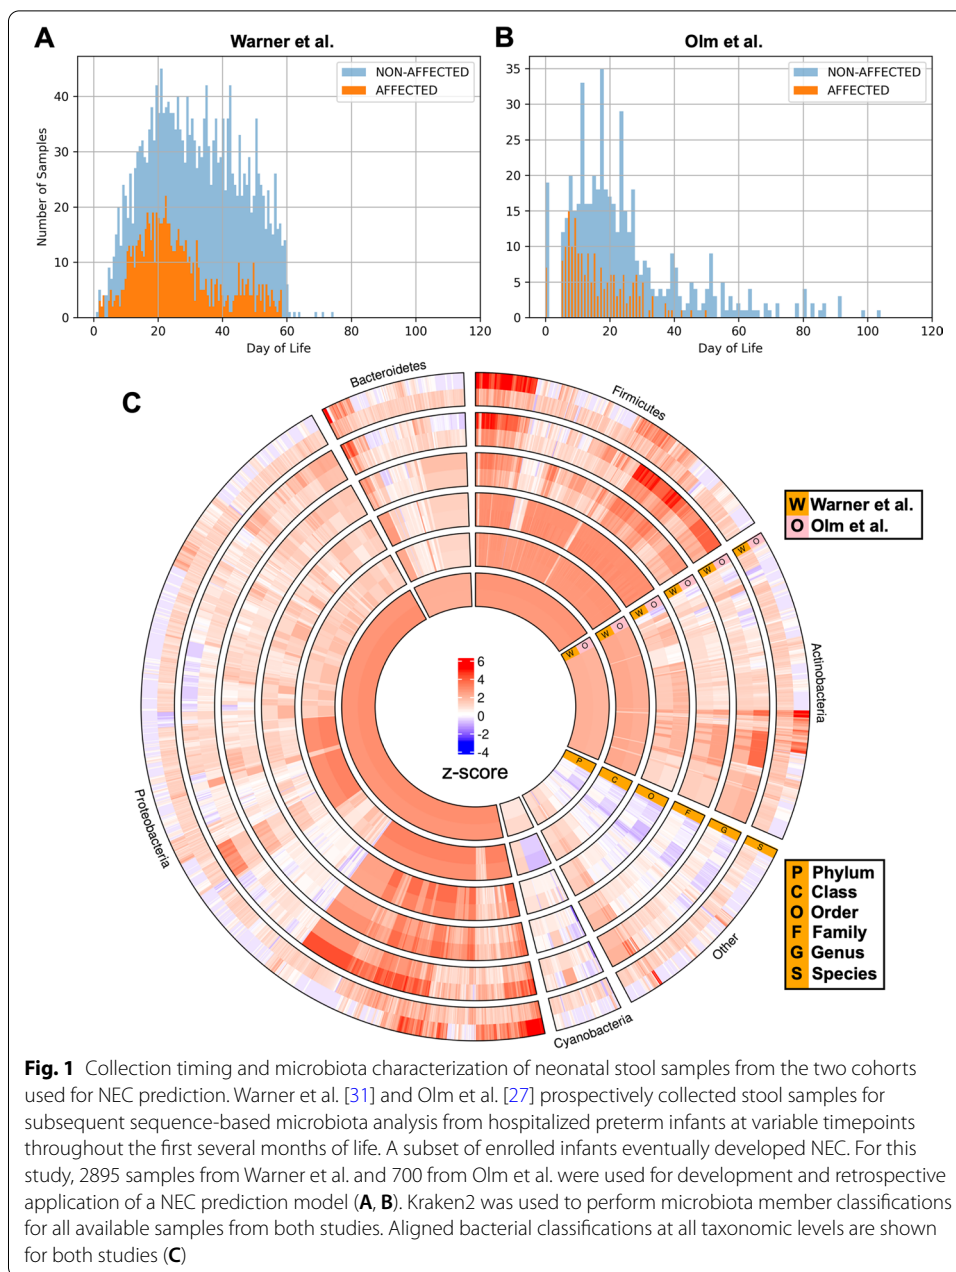 A
Warner et al.
NON-AFFECTED
AFFECTED
Number of Samples
40
30
20
10
0
0 20 40 60 80 100 120
Day of Life
B
Olm et al.
NON-AFFECTED
AFFECTED
35
30
25
20
15
10
5
0
0 20 40 60 80 100 120
Day of Life
C
Bacteroidetes
Firmicutes
Actinobacteria
Other
Cyanobacteria
Proteobacteria
W O
W O
W O
W O
W O
P
C
O
F
G
S
6
4
2
0
-2
-4
z-score
W Warner et al.
O Olm et al.
P Phylum
C Class
O Order
F Family
G Genus
S Species
Fig. 1 Collection timing and microbiota characterization of neonatal stool samples from the two cohorts
used for NEC prediction. Warner et al. [31] and Olm et al. [27] prospectively collected stool samples for
subsequent sequence-based microbiota analysis from hospitalized preterm infants at variable timepoints
throughout the first several months of life. A subset of enrolled infants eventually developed NEC. For this
study, 2895 samples from Warner et al. and 700 from Olm et al. were used for development and retrospective
application of a NEC prediction model (A, B). Kraken2 was used to perform microbiota member classifications
for all available samples from both studies. Aligned bacterial classifications at all taxonomic levels are shown
for both studies (C)